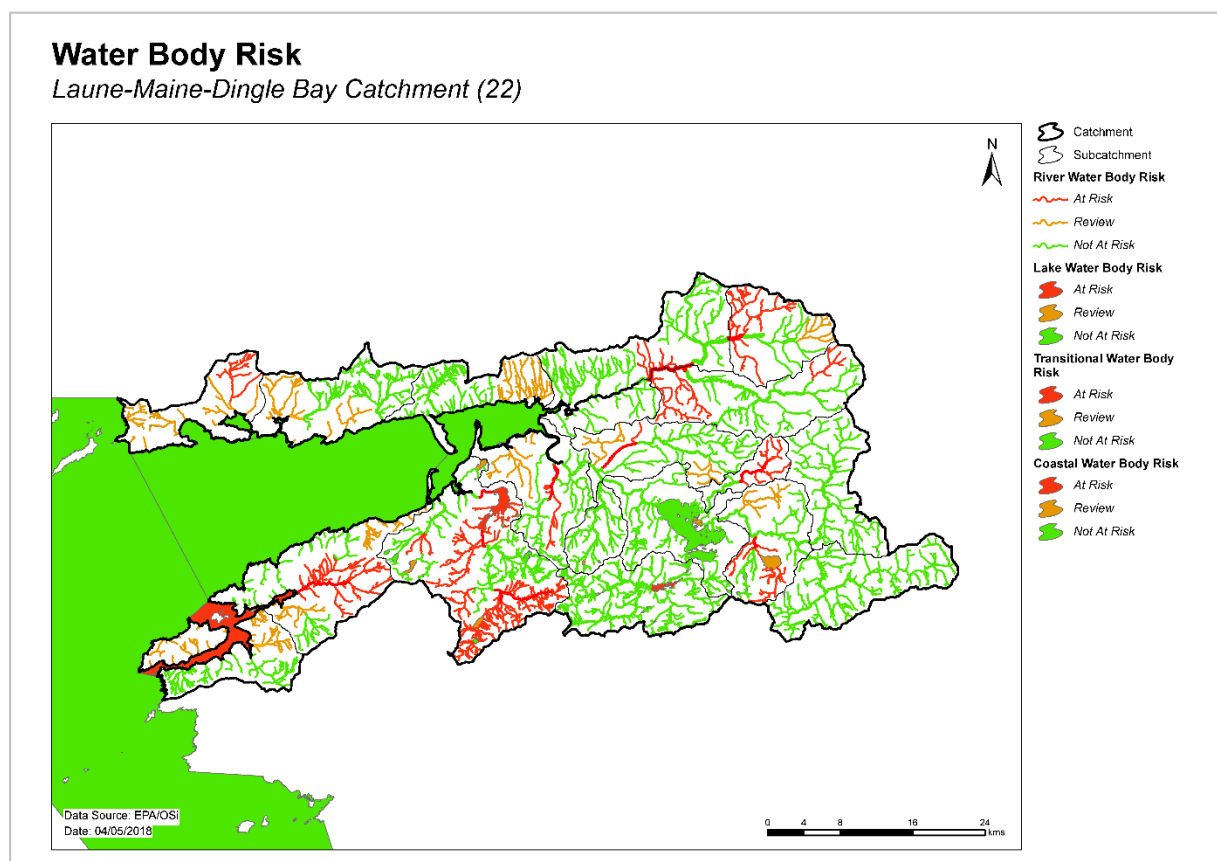 Water Body Risk
Laune-Maine-Dingle Bay Catchment (22)
N
Catchment
Subcatchment
River Water Body Risk
At Risk
Review
Not At Risk
Lake Water Body Risk
At Risk
Review
Not At Risk
Transitional Water Body
Risk
At Risk
Review
Not At Risk
Coastal Water Body Risk
At Risk
Review
Not At Risk
Data Source: EPA/OSi
Date: 04/05/2018
0 4 8 16 24
kms